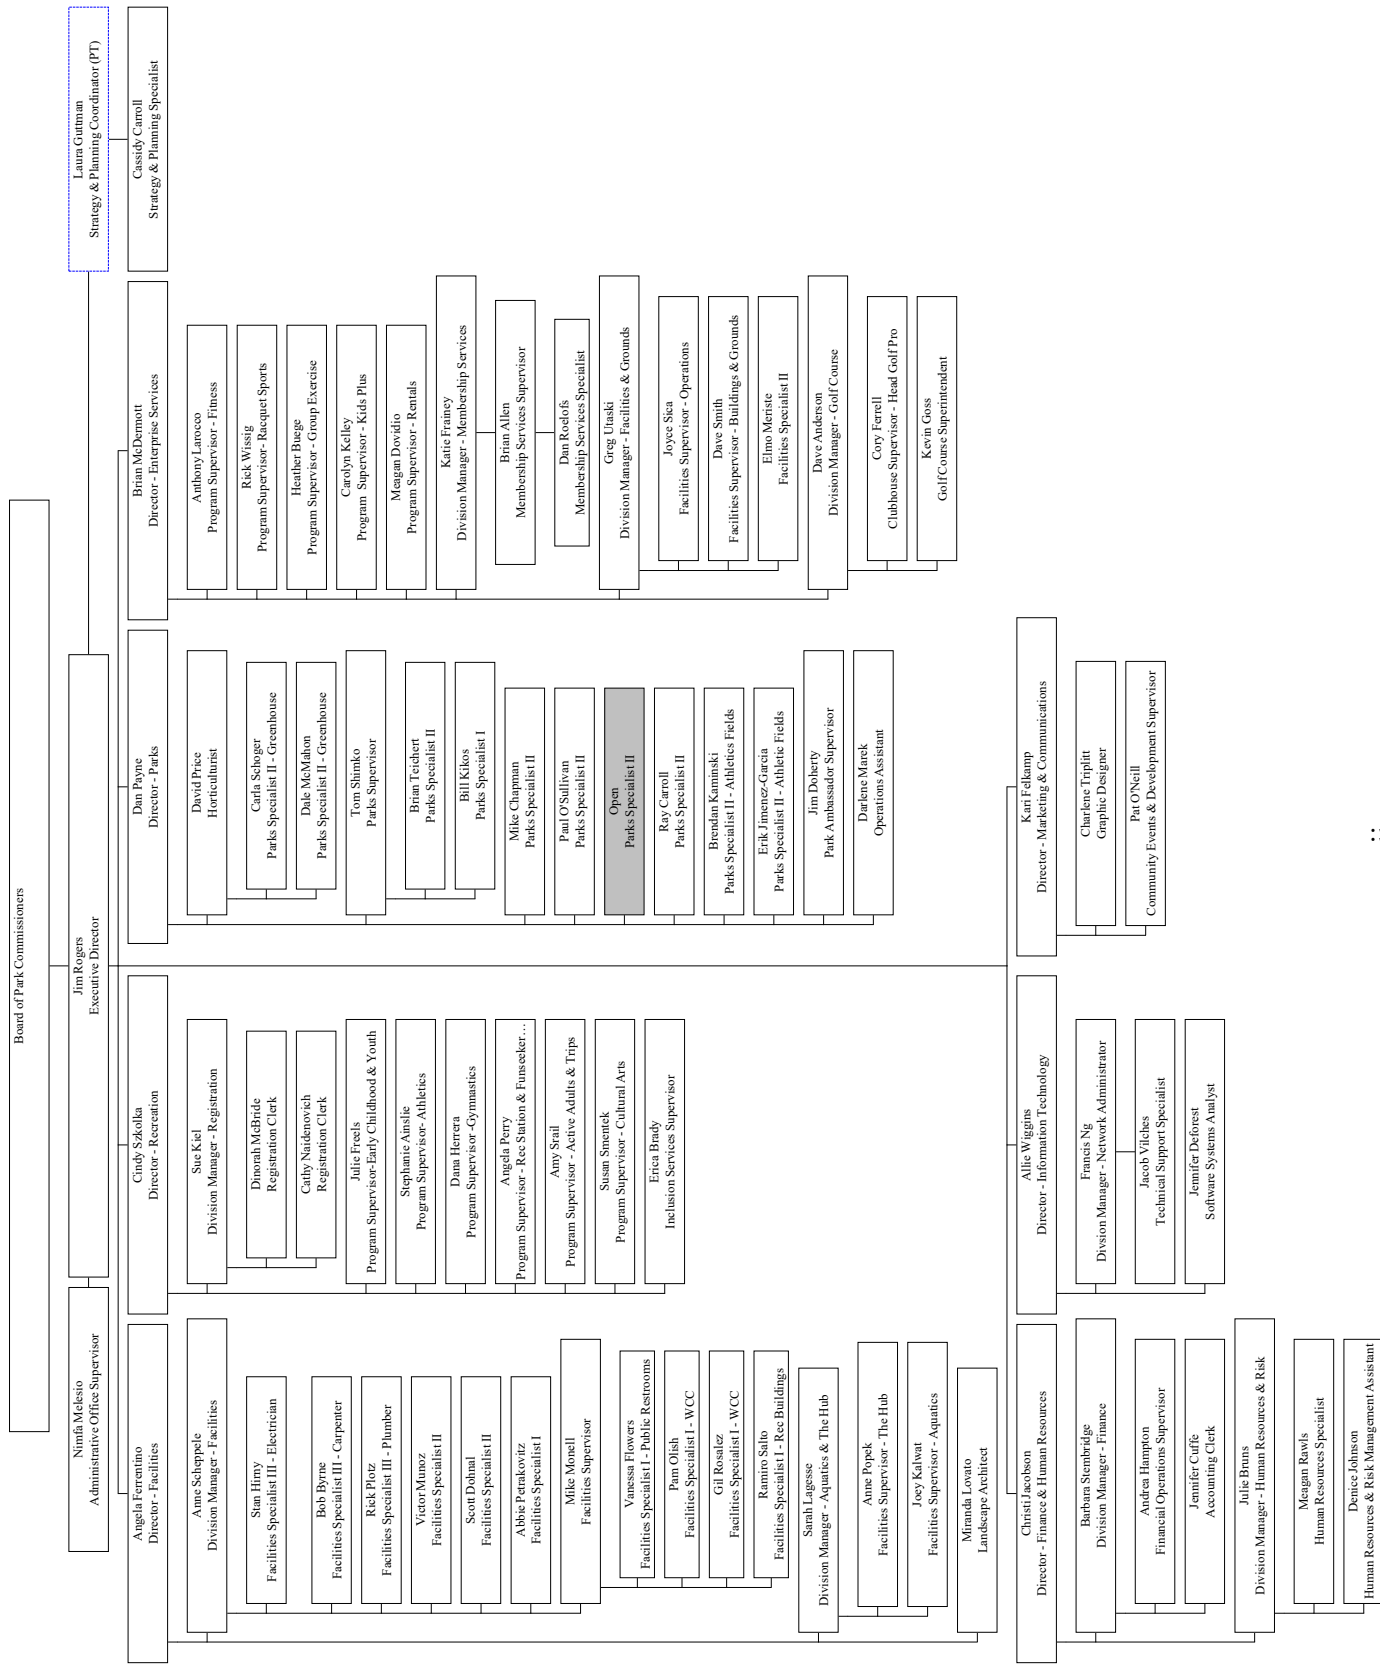 Board of Park Commissioners
Nimfa Melesio
Administrative Office Supervisor
Jim Rogers
Executive Director
Laura Guttman
Strategy & Planning Coordinator (PT)
Cassidy Carroll
Strategy & Planning Specialist
Angela Ferrentino
Director - Facilities
Anne Scheppele
Division Manager - Facilities
Stan Hirny
Facilities Specialist III - Electrician
Bob Byrne
Facilities Specialist III - Carpenter
Rick Plotz
Facilities Specialist III - Plumber
Victor Munoz
Facilities Specialist II
Scott Dohnal
Facilities Specialist II
Abbie Petrakovitz
Facilities Specialist I
Mike Monell
Facilities Supervisor
Vanessa Flowers
Facilities Specialist I - Public Restrooms
Pam Olish
Facilities Specialist I - WCC
Gil Rosalez
Facilities Specialist I - WCC
Ramiro Salto
Facilities Specialist I - Rec Buildings
Sarah Lagesse
Division Manager - Aquatics & The Hub
Anne Popek
Facilities Supervisor - The Hub
Joey Kalwat
Facilities Supervisor - Aquatics
Miranda Lovato
Landscape Architect
Cindy Szkolka
Director - Recreation
Sue Kiel
Division Manager - Registration
Dinorah McBride
Registration Clerk
Cathy Naidenovich
Registration Clerk
Julie Freels
Program Supervisor-Early Childhood & Youth
Stephanie Ainslie
Program Supervisor- Athletics
Dana Herrera
Program Supervisor -Gymnastics
Angela Perry
Program Supervisor - Rec Station & Funseeker…
Amy Srail
Program Supervisor - Active Adults & Trips
Susan Smentek
Program Supervisor - Cultural Arts
Erica Brady
Inclusion Services Supervisor
Dan Payne
Director - Parks
David Price
Horticulturist
Carla Schoger
Parks Specialist II - Greenhouse
Dale McMahon
Parks Specialist II - Greenhouse
Tom Shimko
Parks Supervisor
Brian Teichert
Parks Specialist II
Bill Kikos
Parks Specialist I
Mike Chapman
Parks Specialist II
Paul O'Sullivan
Parks Specialist II
Open
Parks Specialist II
Ray Carroll
Parks Specialist II
Brendan Kaminski
Parks Specialist II - Athletics Fields
Erik Jimenez-Garcia
Parks Specialist II - Athletic Fields
Jim Doherty
Park Ambassador Supervisor
Darlene Marek
Operations Assistant
Brian McDermott
Director - Enterprise Services
Anthony Larocco
Program Supervisor - Fitness
Rick Wissig
Program Supervisor- Racquet Sports
Heather Buege
Program Supervisor - Group Exercise
Carolyn Kelley
Program Supervisor - Kids Plus
Meagan Dovidio
Program Supervisor - Rentals
Katie Frainey
Division Manager - Membership Services
Brian Allen
Membership Services Supervisor
Dan Roelofs
Membership Services Specialist
Greg Ultaski
Division Manager - Facilities & Grounds
Joyce Sica
Facilities Supervisor - Operations
Dave Smith
Facilities Supervisor - Buildings & Grounds
Elmo Meriste
Facilities Specialist II
Dave Anderson
Division Manager - Golf Course
Cory Ferrell
Clubhouse Supervisor - Head Golf Pro
Kevin Goss
Golf Course Superintendent
Christi Jacobson
Director - Finance & Human Resources
Barbara Stembridge
Division Manager - Finance
Andrea Hampton
Financial Operations Supervisor
Jennifer Cuffe
Accounting Clerk
Julie Bruns
Division Manager - Human Resources & Risk
Meagan Rawls
Human Resources Specialist
Denice Johnson
Human Resources & Risk Management Assistant
Allie Wiggins
Director - Information Technology
Francis Ng
Divsion Manager - Network Administrator
Jacob Vilches
Technical Support Specialist
Jennifer Deforest
Software Systems Analyst
Kari Felkamp
Director - Marketing & Communications
Charlene Triplitt
Graphic Designer
Pat O'Neill
Community Events & Development Supervisor